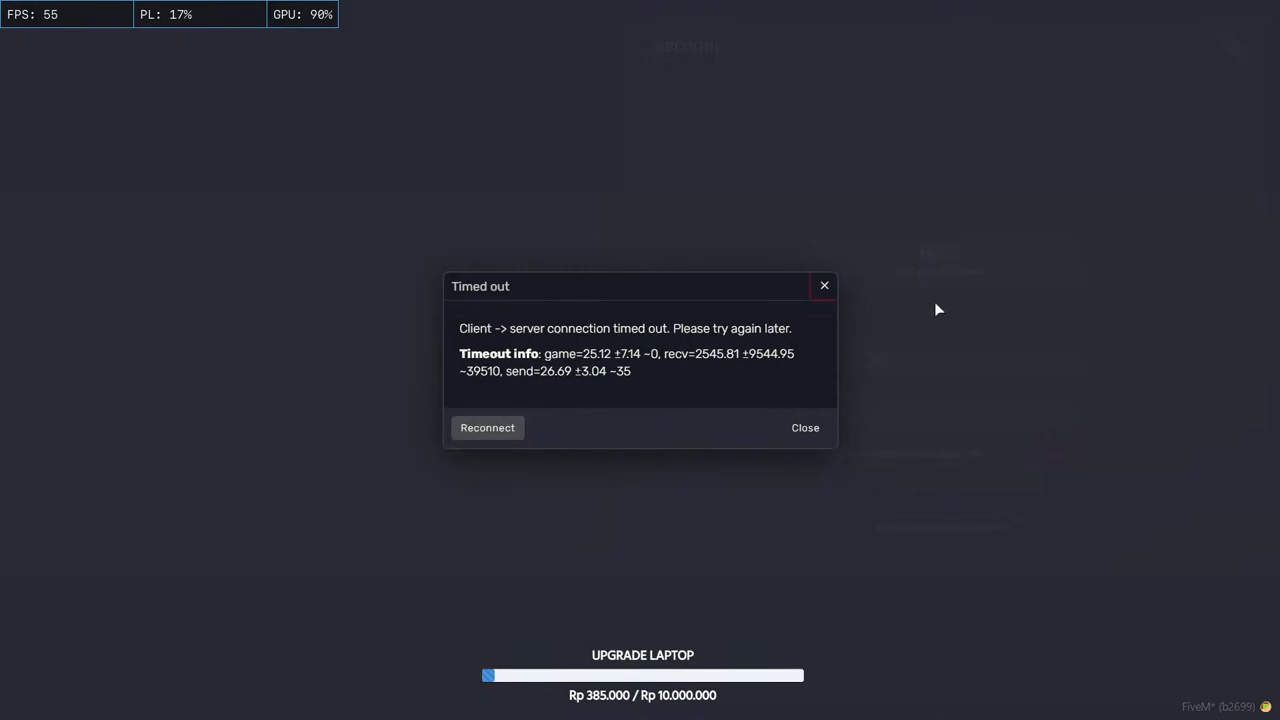 FPS: 55 PL: 17% GPU: 90%
Timed out
Client -> server connection timed out. Please try again later.
Timeout info: game=25.12 ±7.14 ~0, recv=2545.81 ±9544.95
~39510, send=26.69 ±3.04 ~35
Reconnect Close
UPGRADE LAPTOP
Rp 385.000 / Rp 10.000.000
FiveM* (b2699)